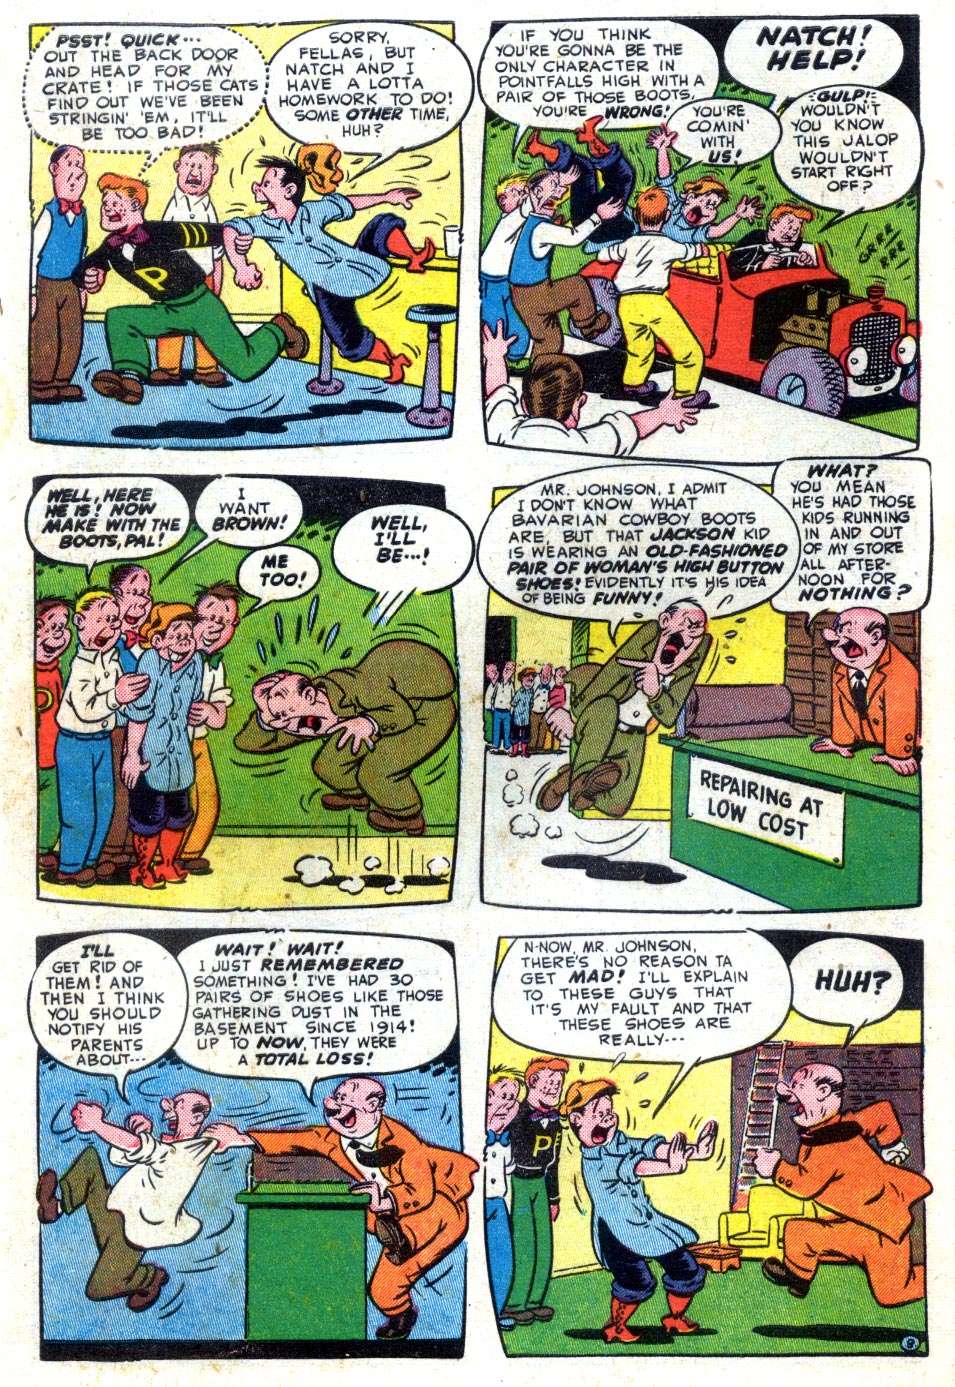 PSST! QUICK...
OUT THE BACK DOOR
AND HEAD FOR MY
CRATE! IF THOSE CATS
FIND OUT WE'VE BEEN
STRINGIN' 'EM, IT'LL
BE TOO BAD!
SORRY,
FELLAS, BUT
NATCH AND I
HAVE A LOTTA
HOMEWORK TO DO!
SOME OTHER TIME,
HUH?
P
IF YOU THINK
YOU'RE GONNA BE THE
ONLY CHARACTER IN
POINTFALLS HIGH WITH A
PAIR OF THOSE BOOTS,
YOU'RE WRONG!
YOU'RE
COMIN'
WITH
US!
NATCH!
HELP!
GULP!
WOULDN'T
YOU KNOW
THIS JALOP
WOULDN'T
START RIGHT
OFF?
GRRR
RRR
WELL, HERE
HE IS! NOW
MAKE WITH THE
BOOTS, PAL!
I
WANT
BROWN!
ME
TOO!
WELL,
I'LL
BE...!
MR. JOHNSON, I ADMIT
I DON'T KNOW WHAT
BAVARIAN COWBOY BOOTS
ARE, BUT THAT JACKSON KID
IS WEARING AN OLD-FASHIONED
PAIR OF WOMAN'S HIGH BUTTON
SHOES! EVIDENTLY IT'S HIS IDEA
OF BEING FUNNY!
WHAT?
YOU MEAN
HE'S HAD THOSE
KIDS RUNNING
IN AND OUT
OF MY STORE
ALL AFTER-
NOON FOR
NOTHING?
REPAIRING AT
LOW COST
I'LL
GET RID OF
THEM! AND
THEN I THINK
YOU SHOULD
NOTIFY HIS
PARENTS
ABOUT---
WAIT! WAIT!
I JUST REMEMBERED
SOMETHING! I'VE HAD 30
PAIRS OF SHOES LIKE THOSE
GATHERING DUST IN THE
BASEMENT SINCE 1914!
UP TO NOW, THEY WERE
A TOTAL LOSS!
N-NOW, MR. JOHNSON,
THERE'S NO REASON TA
GET MAD! I'LL EXPLAIN
TO THESE GUYS THAT
IT'S MY FAULT AND THAT
THESE SHOES ARE
REALLY---
HUH?
P
8